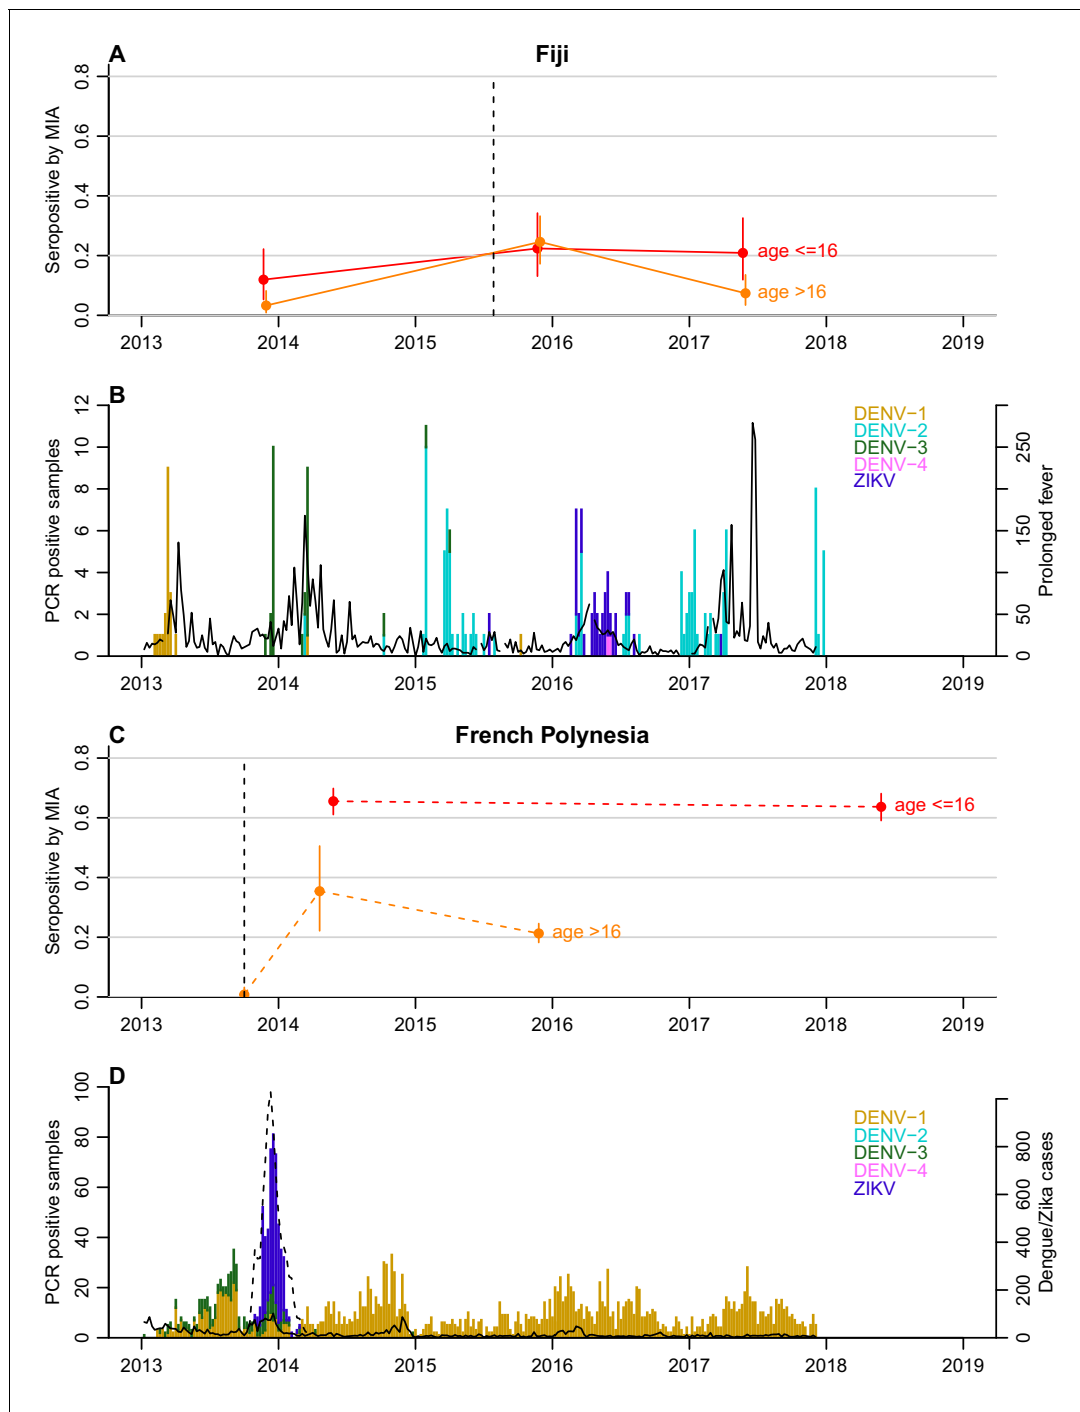 A
Fiji
0.8
0.6
0.4
0.2
0.0
Seropositive by MIA
age <=16
age >16
2013 2014 2015 2016 2017 2018 2019
B
12
10
8
6
4
2
0
PCR positive samples
DENV−1
DENV−2
DENV−3
DENV−4
ZIKV
250
150
50
0
Prolonged fever
2013 2014 2015 2016 2017 2018 2019
C
French Polynesia
0.8
0.6
0.4
0.2
0.0
Seropositive by MIA
age <=16
age >16
2013 2014 2015 2016 2017 2018 2019
D
100
80
60
40
20
0
PCR positive samples
DENV−1
DENV−2
DENV−3
DENV−4
ZIKV
800
600
400
200
0
Dengue/Zika cases
2013 2014 2015 2016 2017 2018 2019